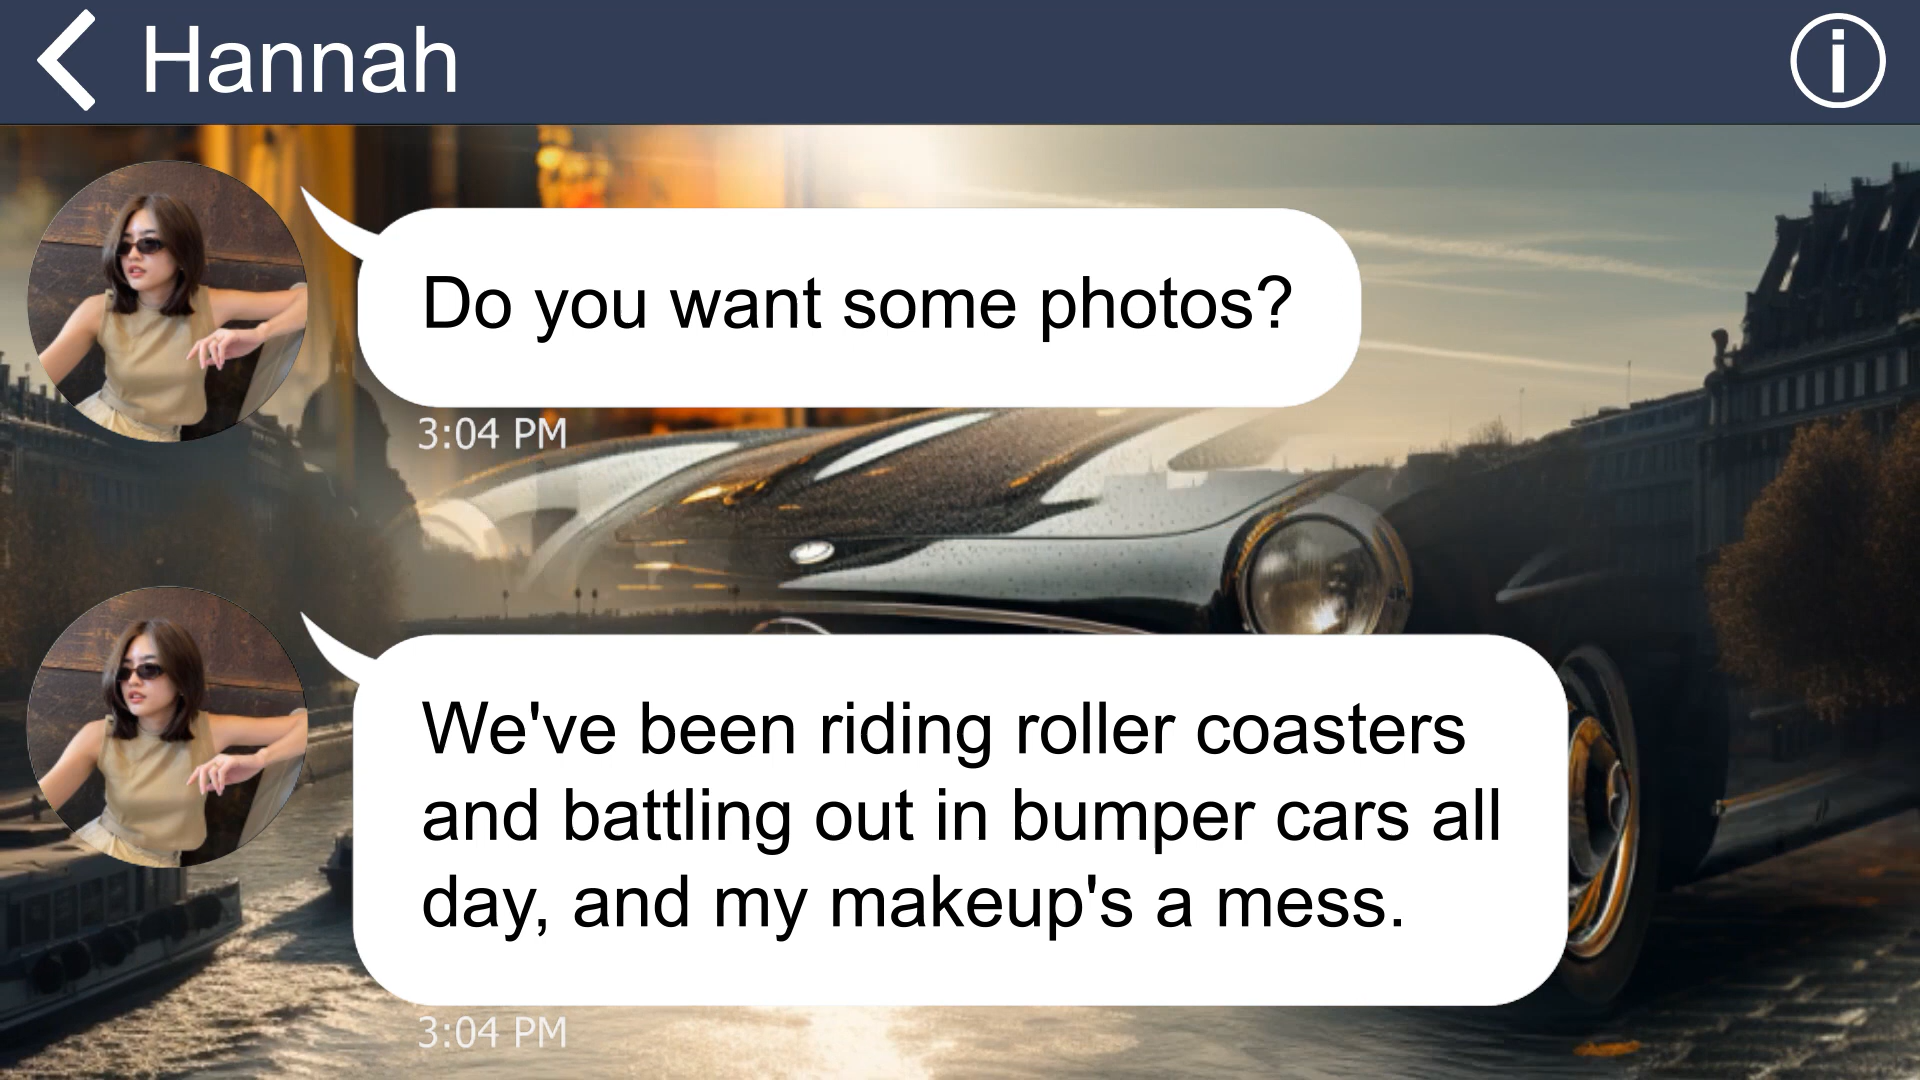 Hannah
Do you want some photos?
3:04 PM
We've been riding roller coasters
and battling out in bumper cars all
day, and my makeup's a mess.
3:04 PM